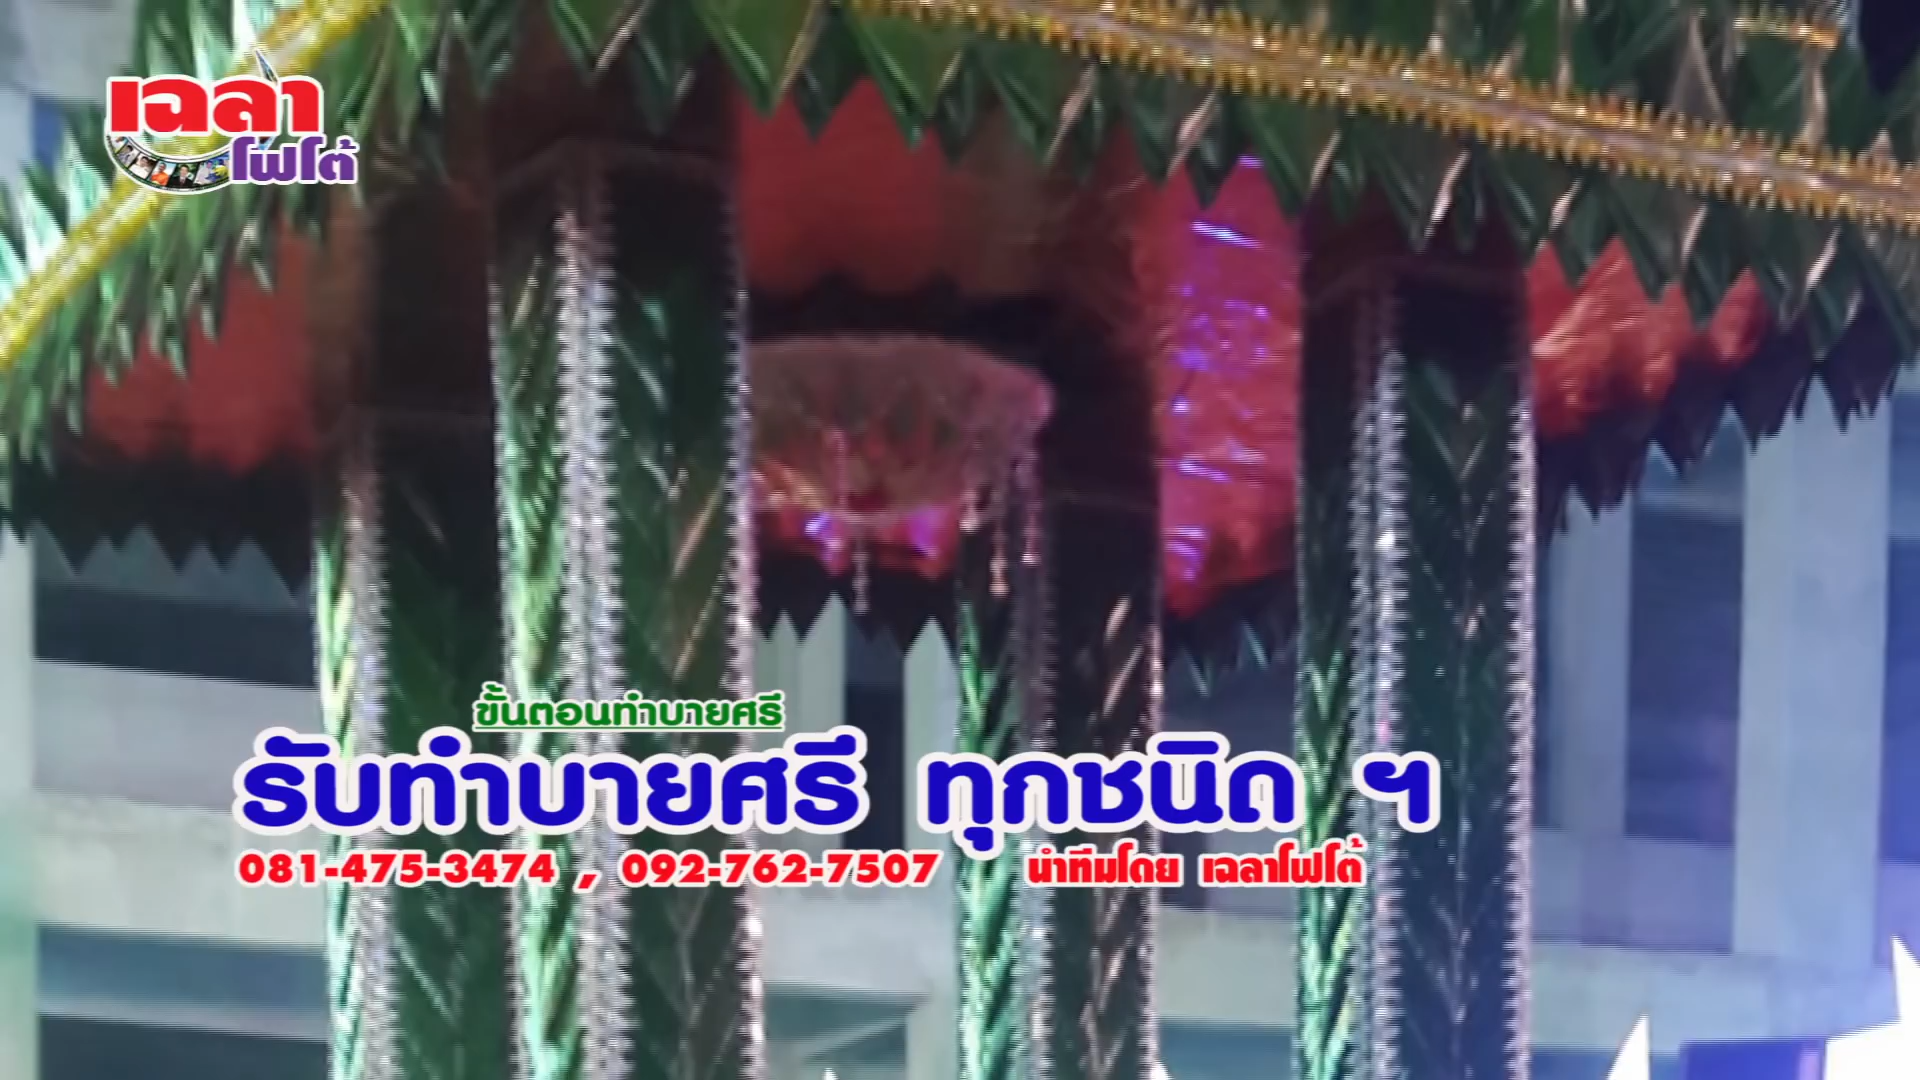 เฉลา
โฟโต้
ขั้นตอนทำบายศรี
รับทำบายศรี ทุกชนิด ฯ
081-475-3474 , 092-762-7507 นำทีมโดย เฉลาโฟโต้